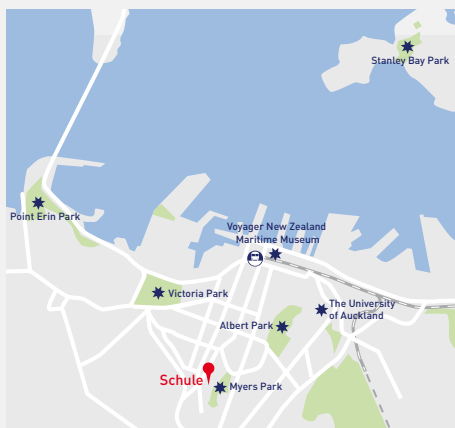 Stanley Bay Park
Point Erin Park
Voyager New Zealand
Maritime Museum
Victoria Park
The University
of Auckland
Albert Park
Schule
Myers Park